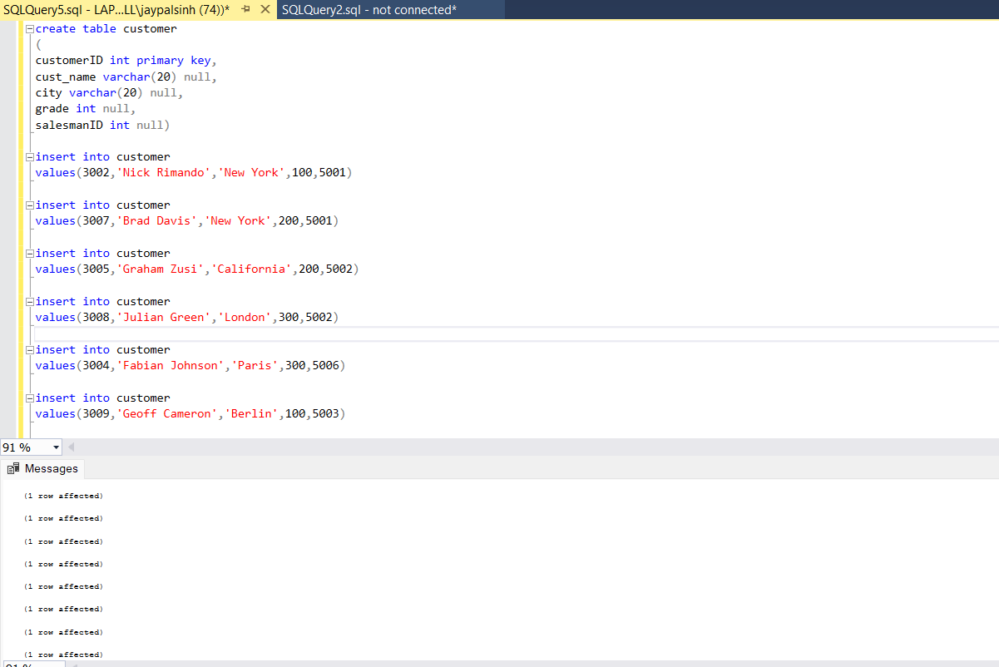 SQLQuery5.sql - LAP...LL\jaypalsinh (74))* SQLQuery2.sql - not connected*
create table customer
(
customerID int primary key,
cust_name varchar(20) null,
city varchar(20) null,
grade int null,
salesmanID int null)
insert into customer
values(3002,'Nick Rimando','New York',100,5001)
insert into customer
values(3007,'Brad Davis','New York',200,5001)
insert into customer
values(3005,'Graham Zusi','California',200,5002)
insert into customer
values(3008,'Julian Green','London',300,5002)
insert into customer
values(3004,'Fabian Johnson','Paris',300,5006)
insert into customer
values(3009,'Geoff Cameron','Berlin',100,5003)
91 %
Messages
(1 row affected)
(1 row affected)
(1 row affected)
(1 row affected)
(1 row affected)
(1 row affected)
(1 row affected)
(1 row affected)
91 %